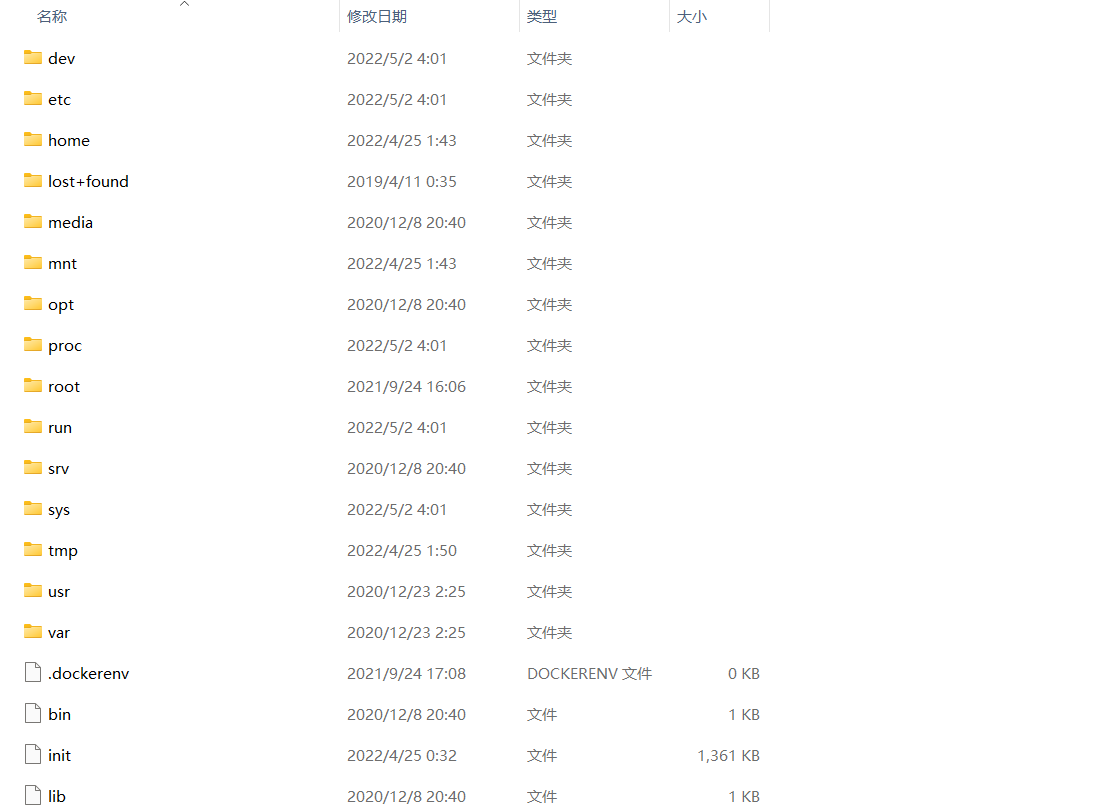 名称 修改日期 类型 大小
dev 2022/5/2 4:01 文件夹
etc 2022/5/2 4:01 文件夹
home 2022/4/25 1:43 文件夹
lost+found 2019/4/11 0:35 文件夹
media 2020/12/8 20:40 文件夹
mnt 2022/4/25 1:43 文件夹
opt 2020/12/8 20:40 文件夹
proc 2022/5/2 4:01 文件夹
root 2021/9/24 16:06 文件夹
run 2022/5/2 4:01 文件夹
srv 2020/12/8 20:40 文件夹
sys 2022/5/2 4:01 文件夹
tmp 2022/4/25 1:50 文件夹
usr 2020/12/23 2:25 文件夹
var 2020/12/23 2:25 文件夹
.dockerenv 2021/9/24 17:08 DOCKERENV 文件 0 KB
bin 2020/12/8 20:40 文件 1 KB
init 2022/4/25 0:32 文件 1,361 KB
lib 2020/12/8 20:40 文件 1 KB